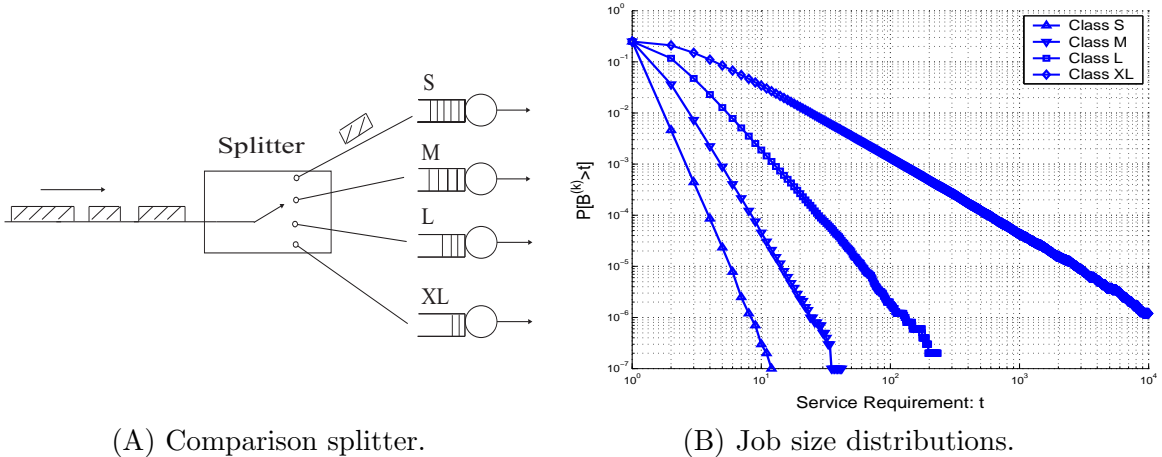 S
M
L
XL
Splitter
(A) Comparison splitter.
10^0
10^-1
10^-2
10^-3
10^-4
10^-5
10^-6
10^-7
P[B^(k)>t]
Class S
Class M
Class L
Class XL
10^0 10^1 10^2 10^3 10^4
Service Requirement: t
(B) Job size distributions.